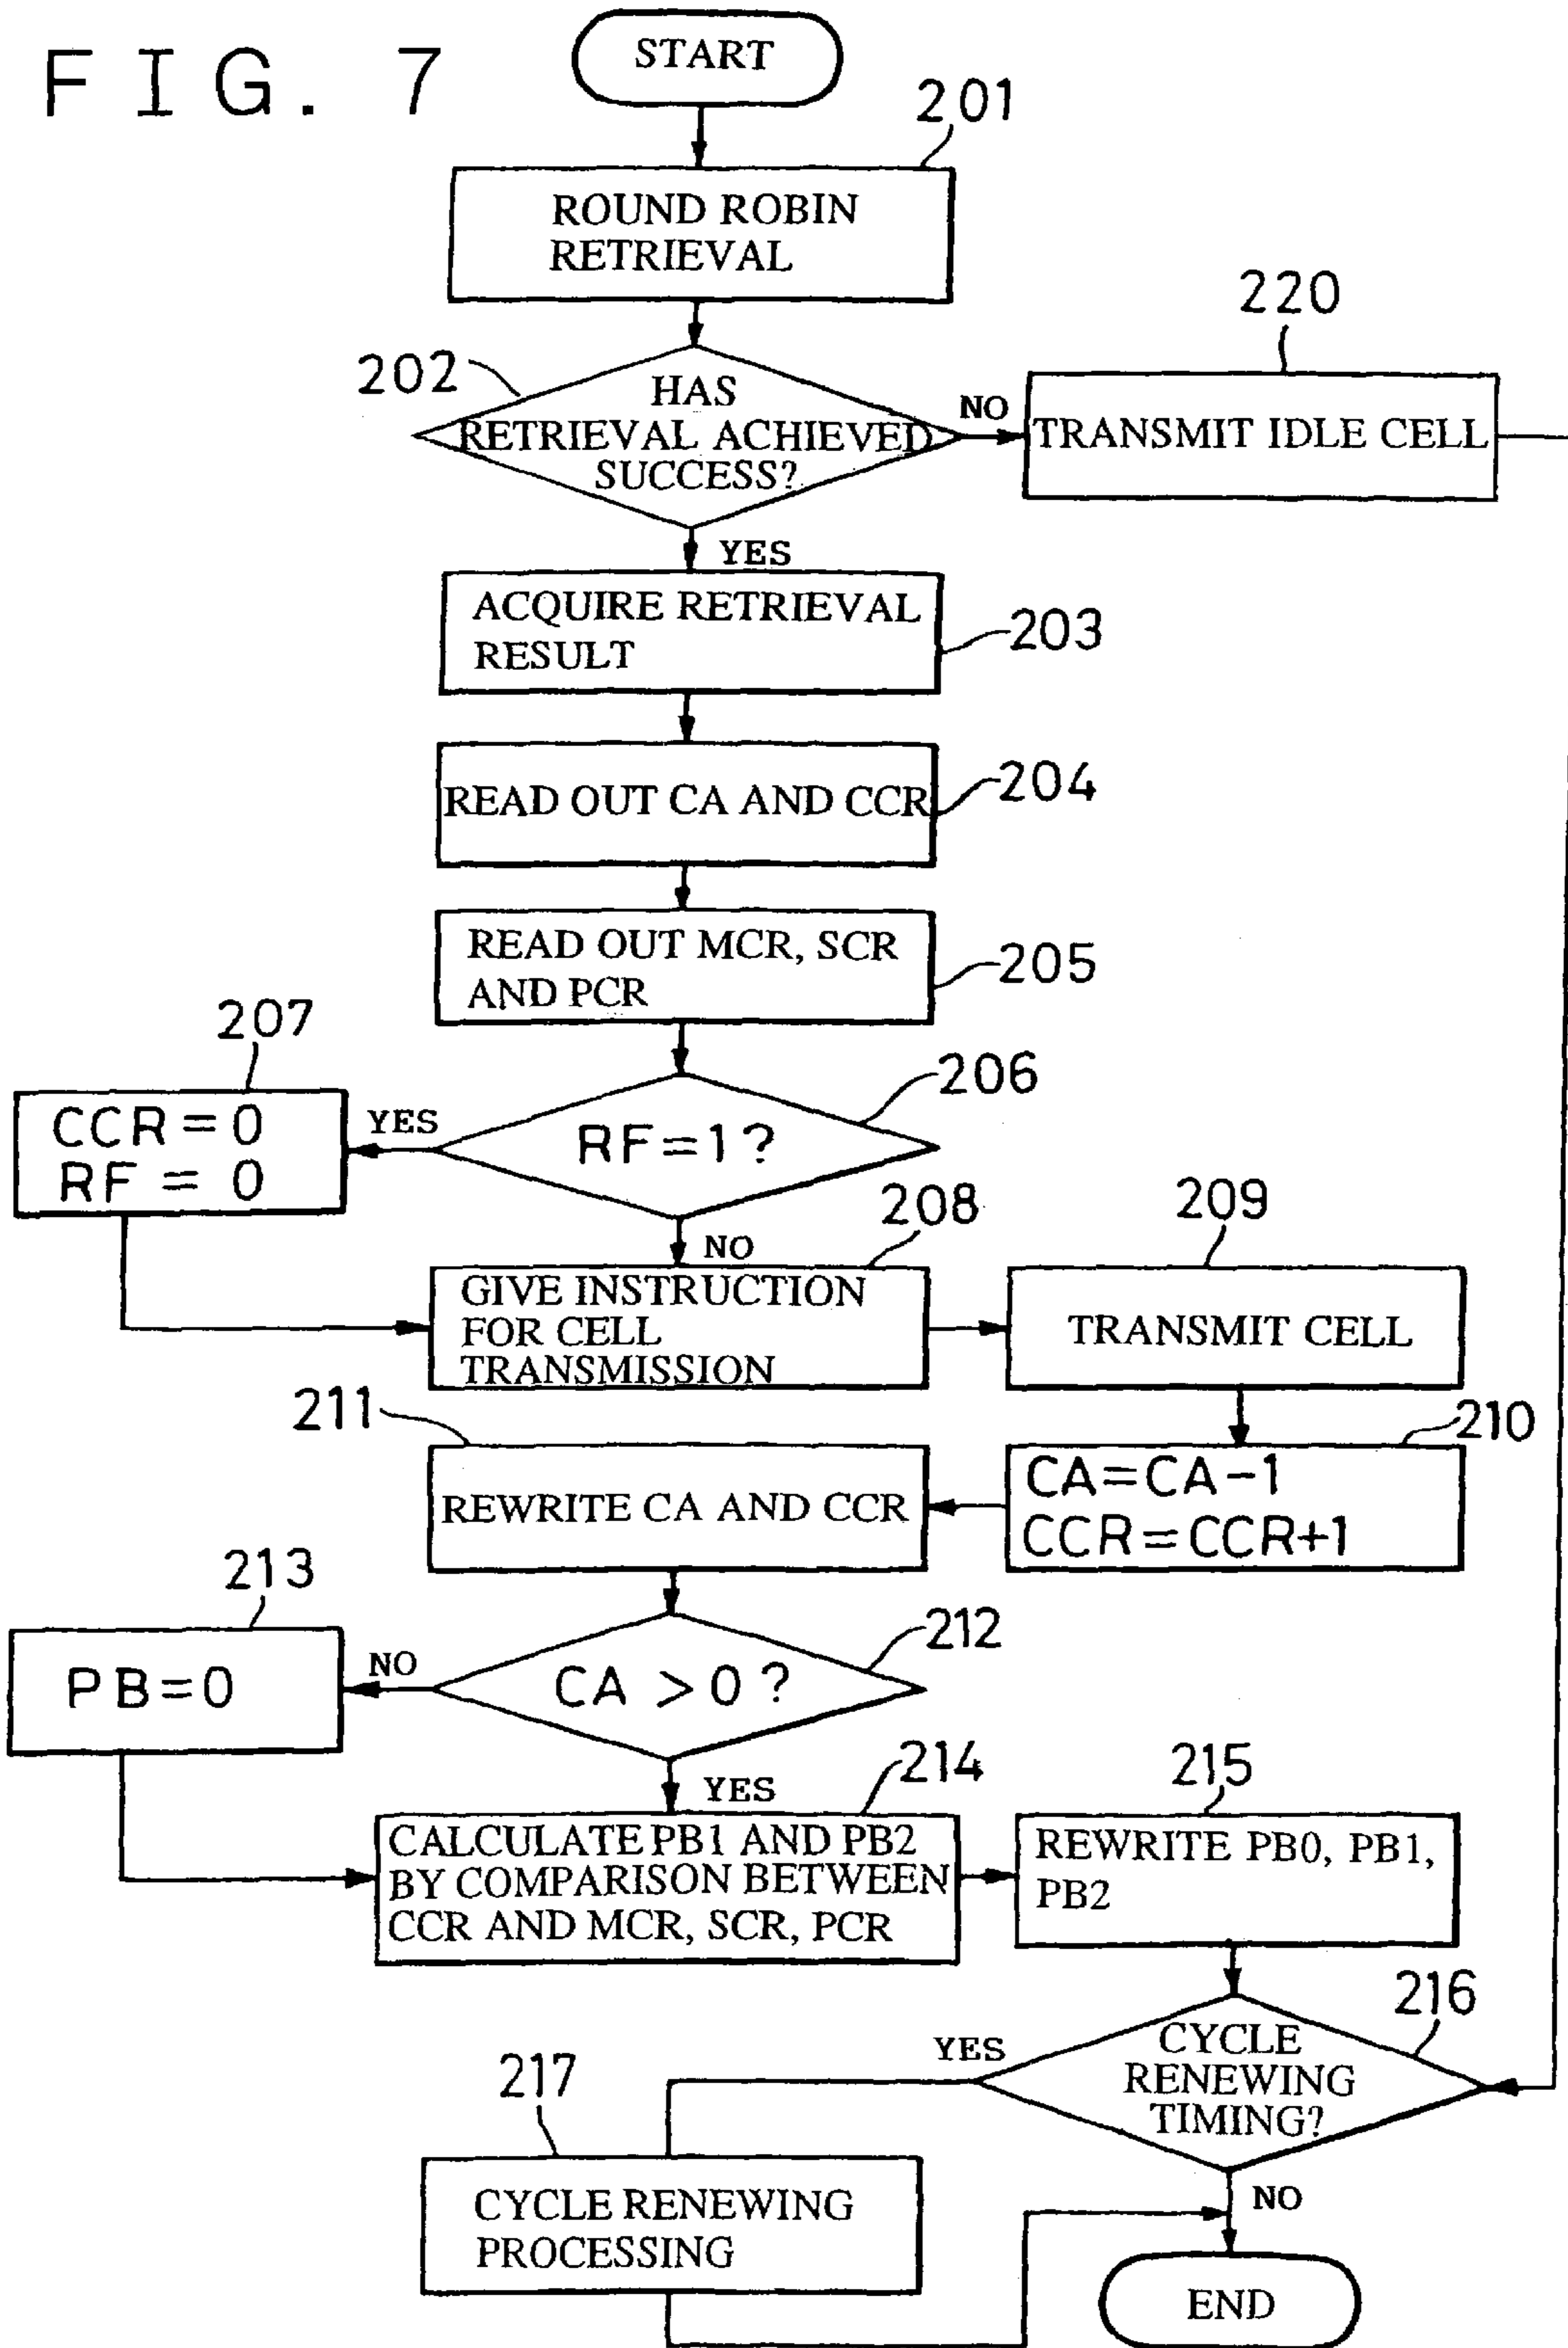 FIG. 7
START
201
ROUND ROBIN
RETRIEVAL
220
202
HAS
RETRIEVAL ACHIEVED
SUCCESS?
NO
TRANSMIT IDLE CELL
YES
ACQUIRE RETRIEVAL
RESULT
203
READ OUT CA AND CCR
204
READ OUT MCR, SCR
AND PCR
205
207
CCR = 0
RF = 0
YES
206
RF = 1 ?
NO
208
GIVE INSTRUCTION
FOR CELL
TRANSMISSION
209
TRANSMIT CELL
211
REWRITE CA AND CCR
210
CA = CA - 1
CCR = CCR+1
213
PB = 0
NO
212
CA > 0 ?
YES
214
CALCULATE PB1 AND PB2
BY COMPARISON BETWEEN
CCR AND MCR, SCR, PCR
215
REWRITE PB0, PB1,
PB2
216
CYCLE
RENEWING
TIMING?
YES
217
CYCLE RENEWING
PROCESSING
NO
END